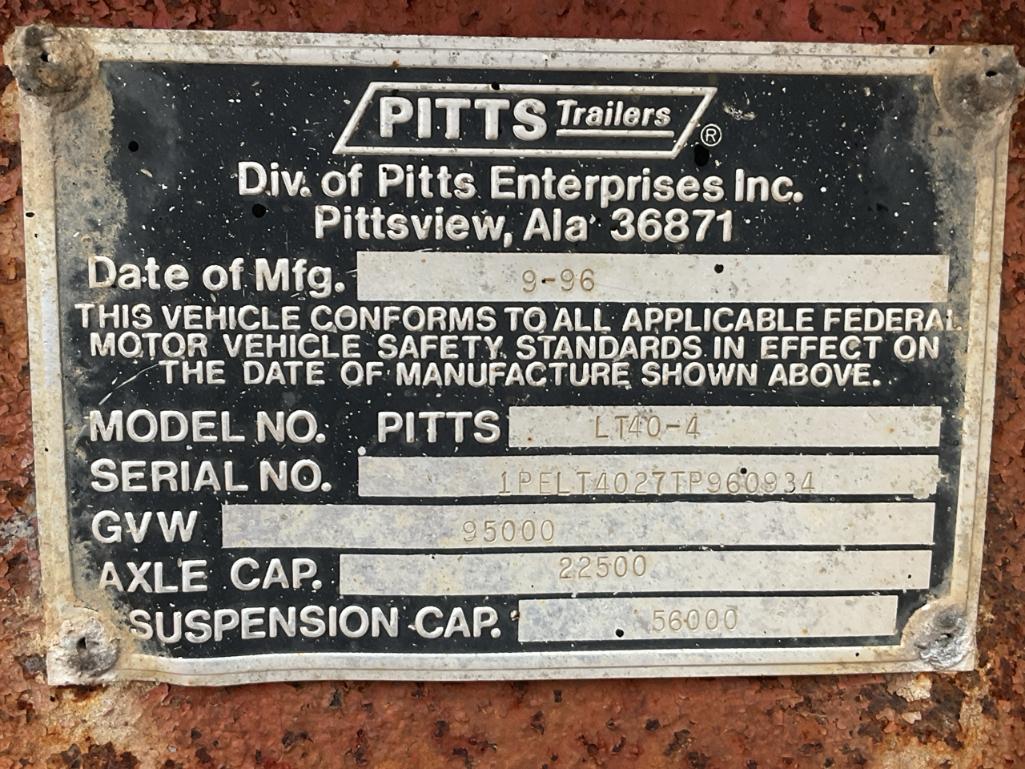 PITTS Trailers ®
Div. of Pitts Enterprises Inc.
Pittsview, Ala 36871
Date of Mfg. 9-96
THIS VEHICLE CONFORMS TO ALL APPLICABLE FEDERAL
MOTOR VEHICLE SAFETY STANDARDS IN EFFECT ON
THE DATE OF MANUFACTURE SHOWN ABOVE.
MODEL NO. PITTS LT40-4
SERIAL NO. 1PFLT4027TP960934
GVW 95000
AXLE CAP. 22500
SUSPENSION CAP. 56000